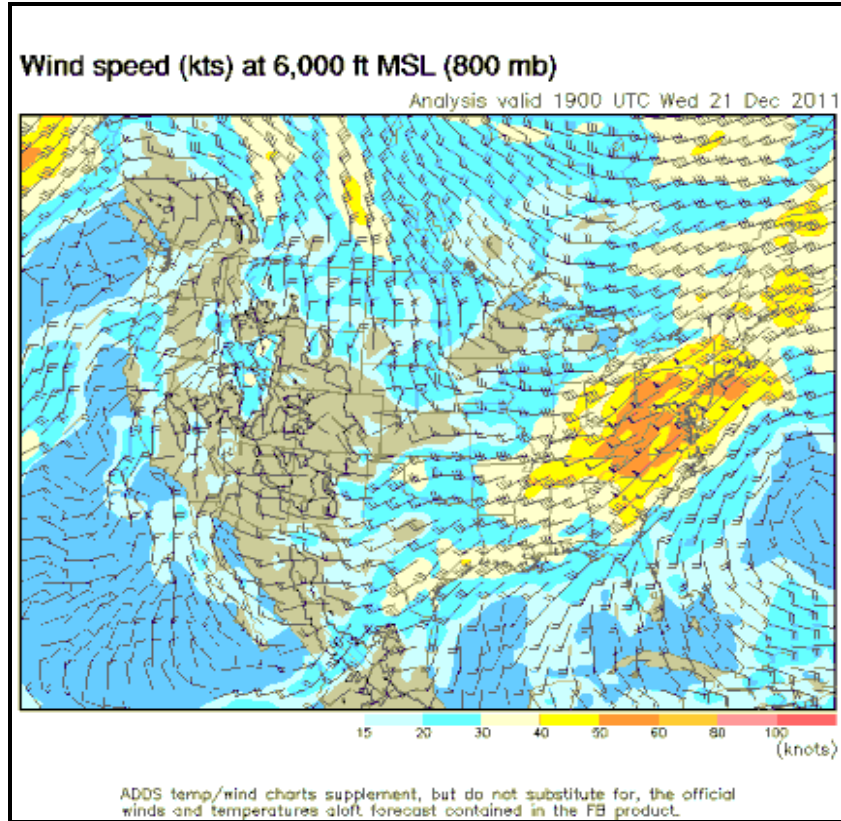 Wind speed (kts) at 6,000 ft MSL (800 mb)
Analysis valid 1900 UTC Wed 21 Dec 2011
15 20 30 40 50 60 80 100
(knots)
ADDS temp/wind charts supplement, but do not substitute for, the official
winds and temperatures aloft forecast contained in the FB product.